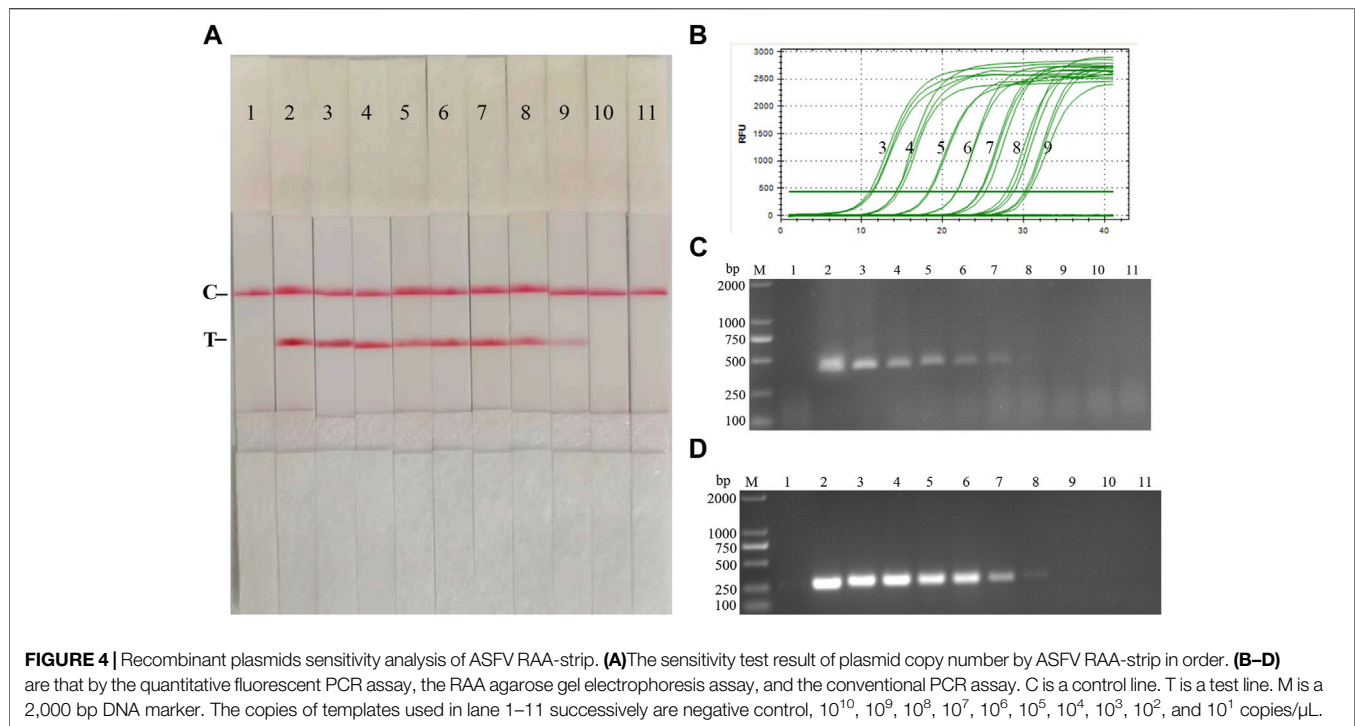 A
1 2 3 4 5 6 7 8 9 10 11
C–
T–
B
3000
2500
2000
1500
1000
500
0
RFU
3 4 5 6 7 8 9
0 10 20 30 40
C
bp M 1 2 3 4 5 6 7 8 9 10 11
2000
1000
750
500
250
100
D
bp M 1 2 3 4 5 6 7 8 9 10 11
2000
1000
750
500
250
100
FIGURE 4 | Recombinant plasmids sensitivity analysis of ASFV RAA-strip. (A)The sensitivity test result of plasmid copy number by ASFV RAA-strip in order. (B–D)
are that by the quantitative fluorescent PCR assay, the RAA agarose gel electrophoresis assay, and the conventional PCR assay. C is a control line. T is a test line. M is a
2,000 bp DNA marker. The copies of templates used in lane 1–11 successively are negative control, 10¹⁰, 10⁹, 10⁸, 10⁷, 10⁶, 10⁵, 10⁴, 10³, 10², and 10¹ copies/µL.